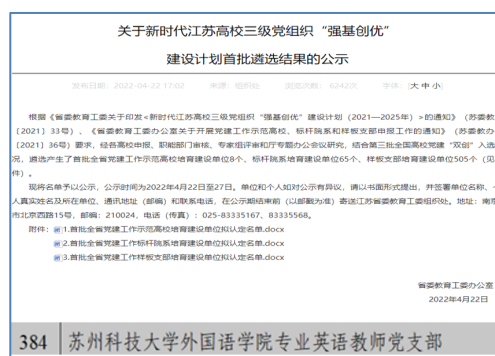 关于新时代江苏高校三级党组织“强基创优”
建设计划首批遴选结果的公示
发布日期：2022-04-22 17:02 来源：组织处 浏览次数：6242次 字体：[大 中 小]
根据《省委教育工委关于印发<新时代江苏高校三级党组织“强基创优”建设计划（2021—2025年）>的通知》（苏委教
〔2021〕33号）、《省委教育工委办公室关于开展党建工作示范高校、标杆院系和样板支部申报工作的通知》（苏委教办
〔2021〕36号）要求，经各高校申报、职能部门审核、专家组评审和厅专题办公会议研究，结合第三批全国高校党建“双创”入选
况，遴选产生了首批全省党建工作示范高校培育建设单位8个、标杆院系培育建设单位65个、样板支部培育建设单位505个（见
件）。
现将名单予以公示，公示时间为2022年4月22日至27日。单位和个人如对公示有异议，请以书面形式提出，并签署单位名称、
人真实姓名及所在单位、通讯地址（邮编）和联系电话，在公示期结束前（以邮戳为准）寄送江苏省委教育工委组织处。地址：南京
市北京西路15号，邮编：210024，电话（传真）：025-83335167、83335568。
附件：1.首批全省党建工作示范高校培育建设单位拟认定名单.docx
2.首批全省党建工作标杆院系培育建设单位拟认定名单.docx
3.首批全省党建工作样板支部培育建设单位拟认定名单.docx
省委教育工委办公室
2022年4月22日
384 苏州科技大学外国语学院专业英语教师党支部